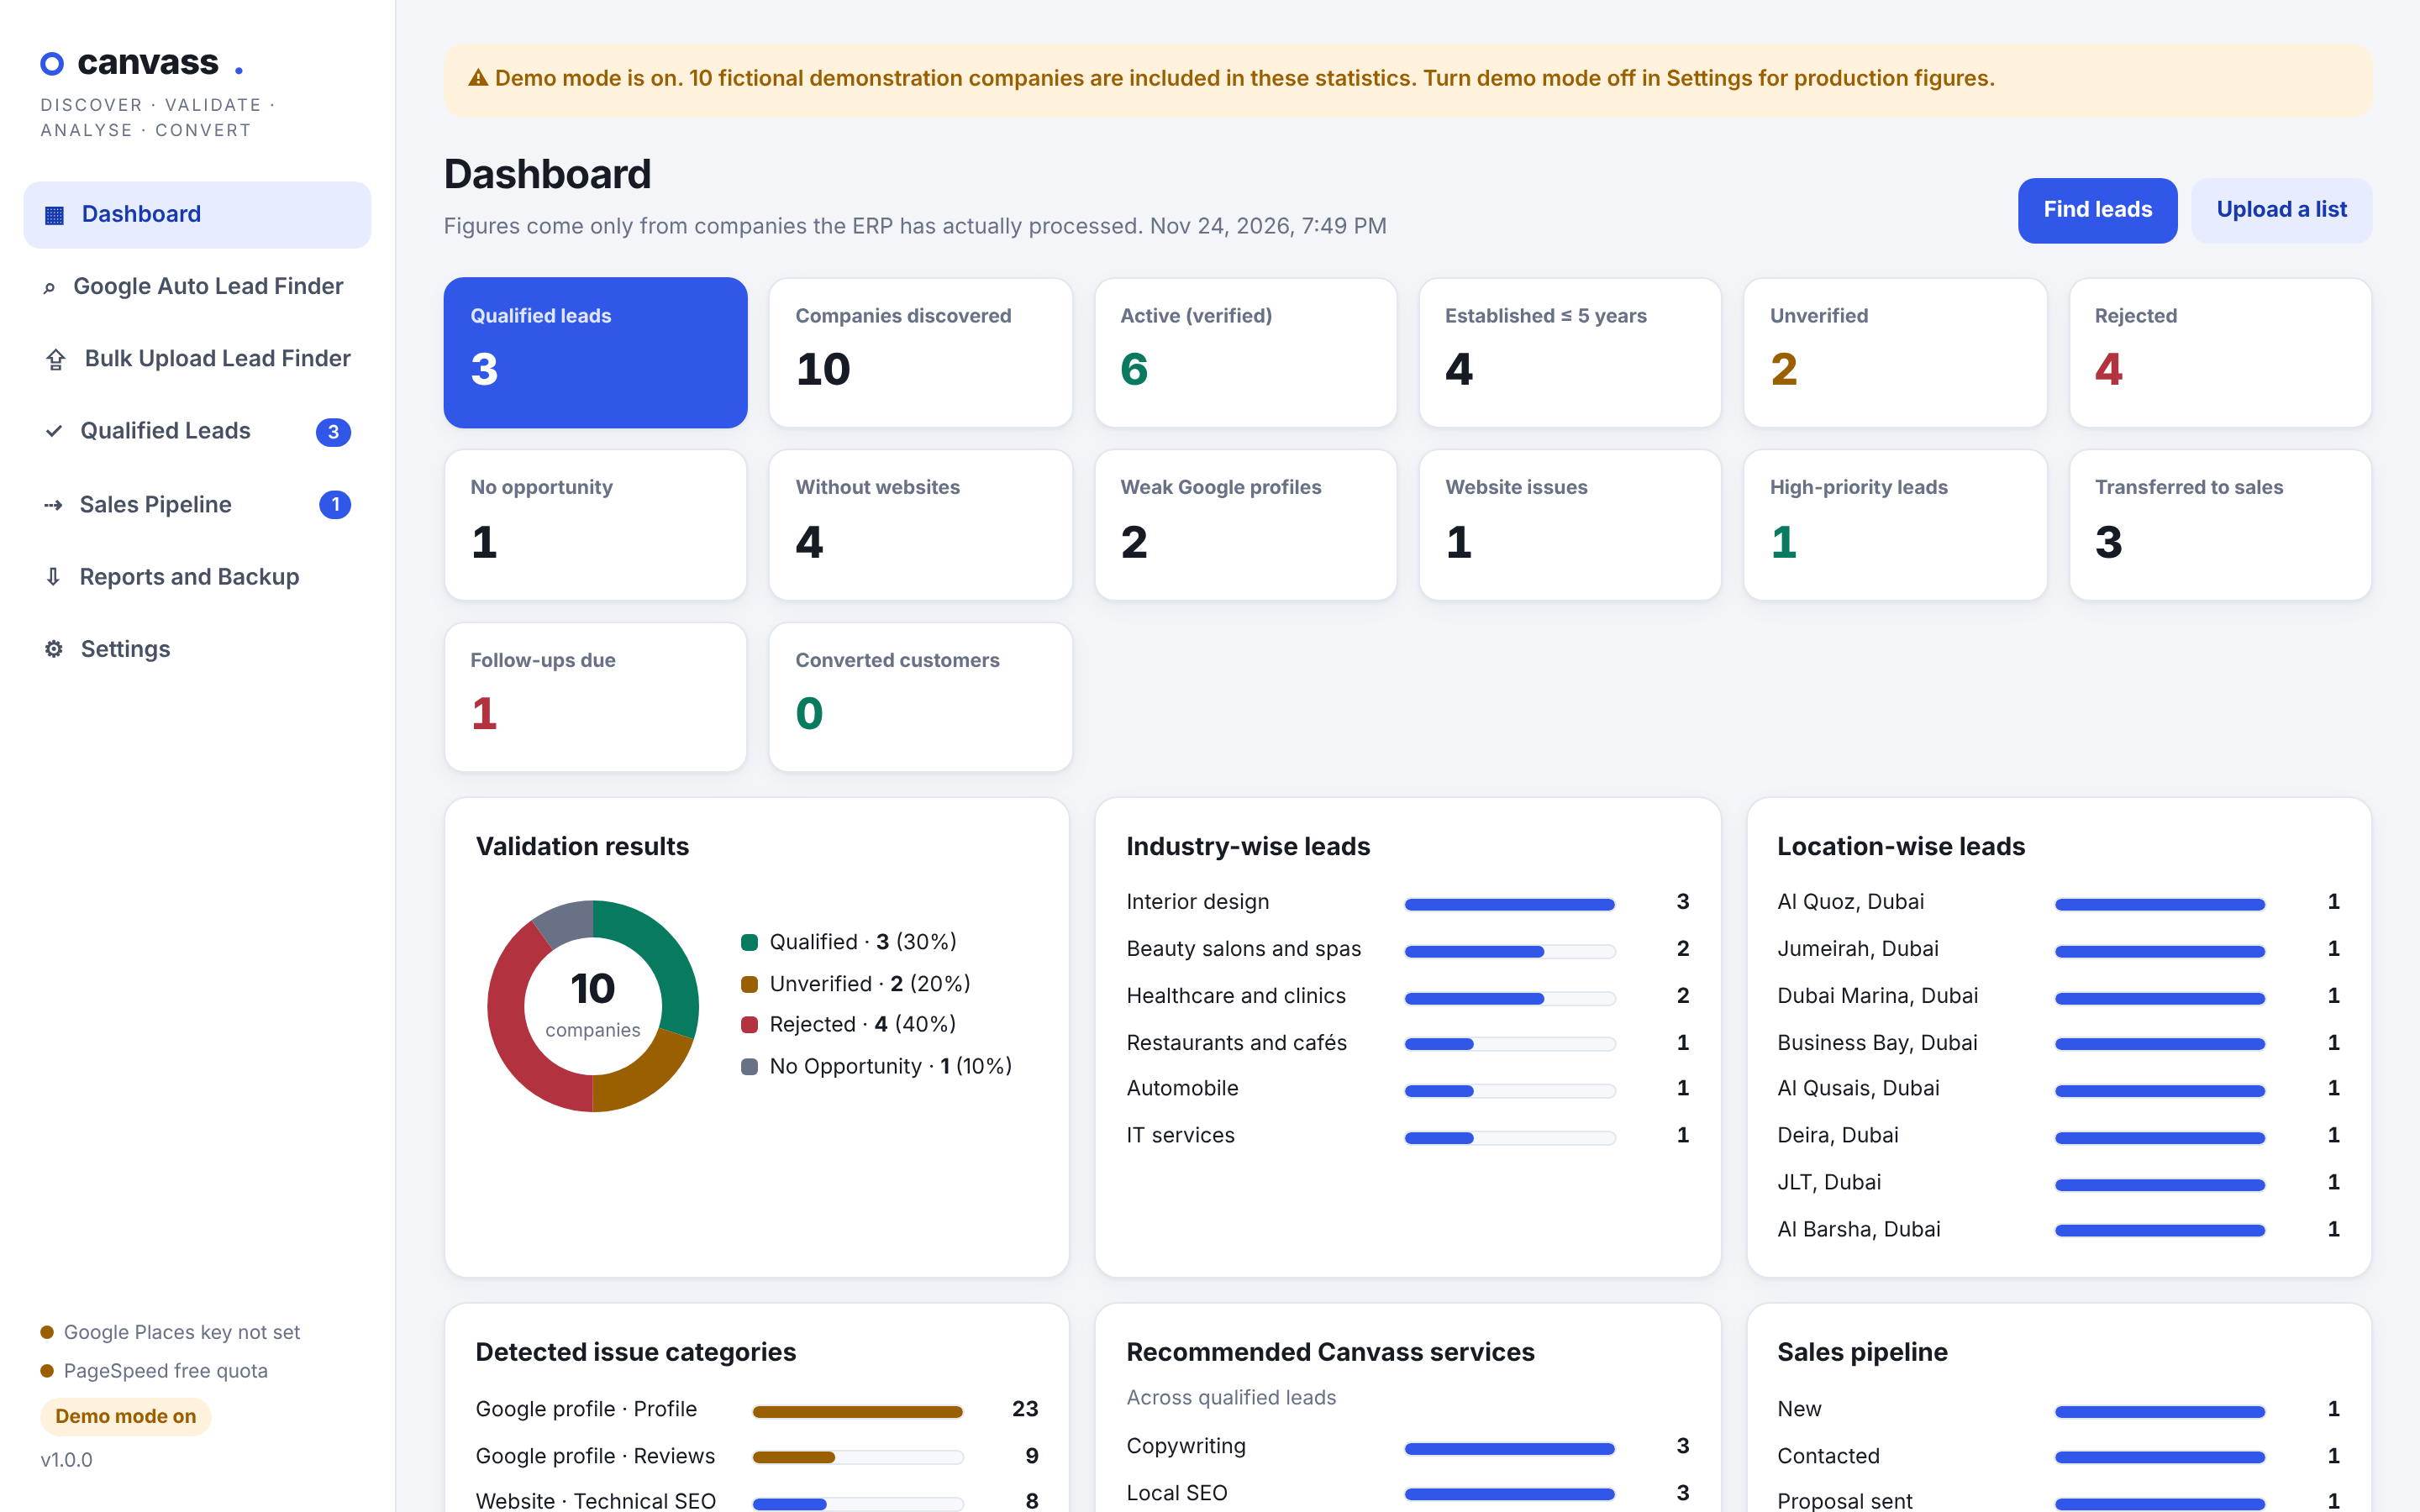 canvass .
DISCOVER · VALIDATE ·
ANALYSE · CONVERT
Dashboard
Google Auto Lead Finder
Bulk Upload Lead Finder
Qualified Leads 3
Sales Pipeline 1
Reports and Backup
Settings
Google Places key not set
PageSpeed free quota
Demo mode on
v1.0.0
⚠ Demo mode is on. 10 fictional demonstration companies are included in these statistics. Turn demo mode off in Settings for production figures.
Dashboard
Figures come only from companies the ERP has actually processed. Nov 24, 2026, 7:49 PM
Find leads
Upload a list
Qualified leads
3
Companies discovered
10
Active (verified)
6
Established ≤ 5 years
4
Unverified
2
Rejected
4
No opportunity
1
Without websites
4
Weak Google profiles
2
Website issues
1
High-priority leads
1
Transferred to sales
3
Follow-ups due
1
Converted customers
0
Validation results
10
companies
Qualified · 3 (30%)
Unverified · 2 (20%)
Rejected · 4 (40%)
No Opportunity · 1 (10%)
Industry-wise leads
Interior design 3
Beauty salons and spas 2
Healthcare and clinics 2
Restaurants and cafés 1
Automobile 1
IT services 1
Location-wise leads
Al Quoz, Dubai 1
Jumeirah, Dubai 1
Dubai Marina, Dubai 1
Business Bay, Dubai 1
Al Qusais, Dubai 1
Deira, Dubai 1
JLT, Dubai 1
Al Barsha, Dubai 1
Detected issue categories
Google profile · Profile 23
Google profile · Reviews 9
Website · Technical SEO 8
Recommended Canvass services
Across qualified leads
Copywriting 3
Local SEO 3
Sales pipeline
New 1
Contacted 1
Proposal sent 1